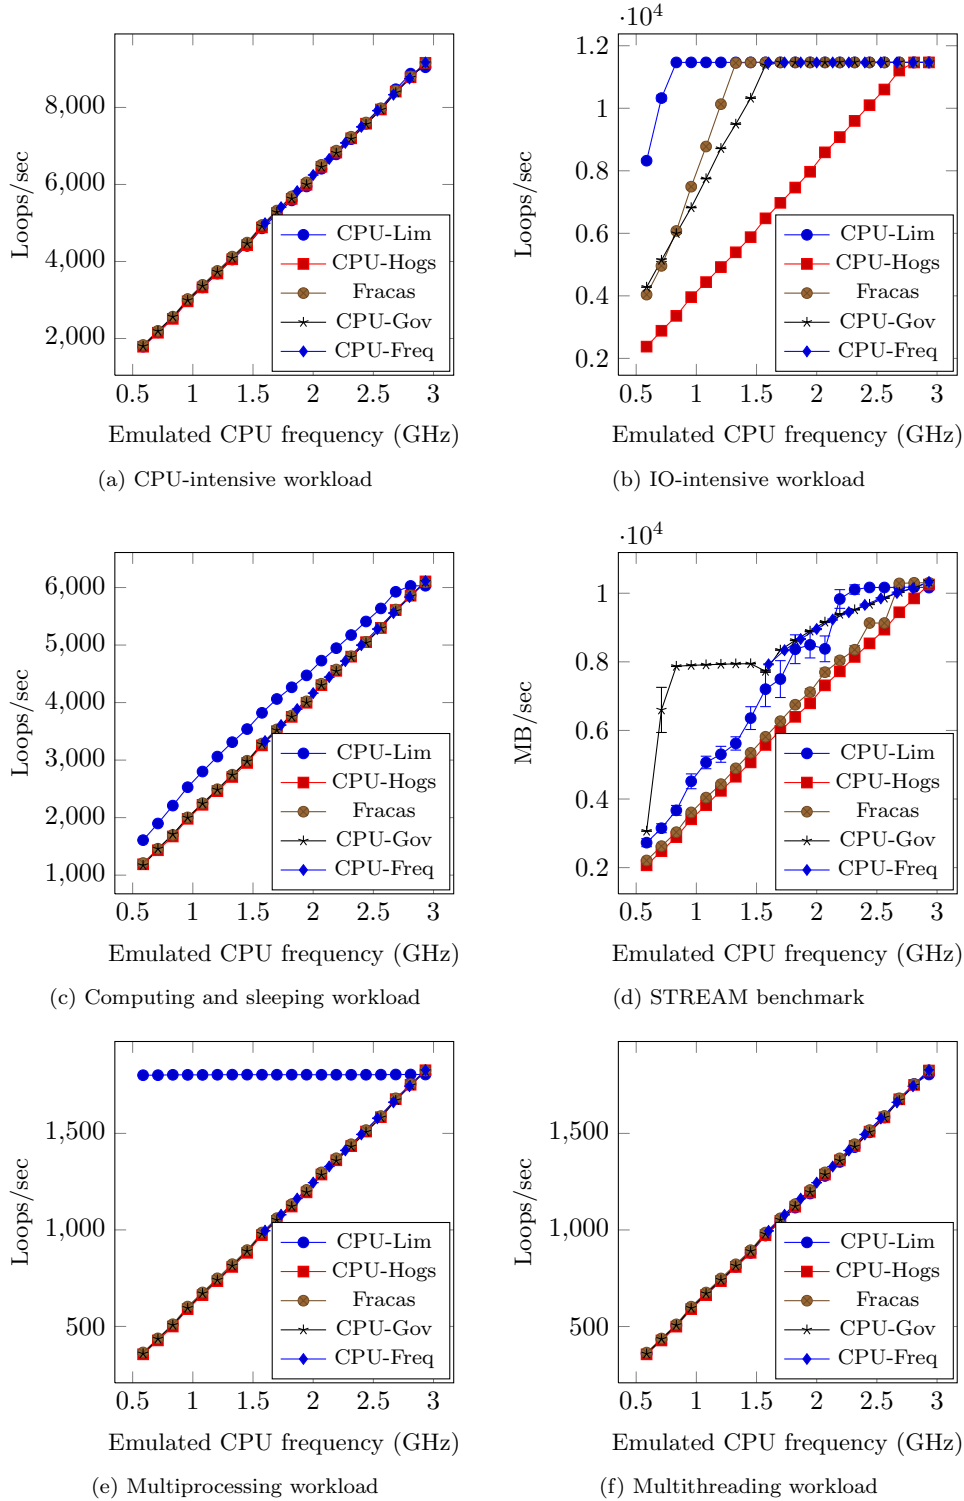 8,000
6,000
4,000
2,000
Loops/sec
CPU-Lim
CPU-Hogs
Fracas
CPU-Gov
CPU-Freq
0.5 1 1.5 2 2.5 3
Emulated CPU frequency (GHz)
(a) CPU-intensive workload
·10⁴
1.2
1
0.8
0.6
0.4
0.2
Loops/sec
CPU-Lim
CPU-Hogs
Fracas
CPU-Gov
CPU-Freq
0.5 1 1.5 2 2.5 3
Emulated CPU frequency (GHz)
(b) IO-intensive workload
6,000
5,000
4,000
3,000
2,000
1,000
Loops/sec
CPU-Lim
CPU-Hogs
Fracas
CPU-Gov
CPU-Freq
0.5 1 1.5 2 2.5 3
Emulated CPU frequency (GHz)
(c) Computing and sleeping workload
·10⁴
1
0.8
0.6
0.4
0.2
MB/sec
CPU-Lim
CPU-Hogs
Fracas
CPU-Gov
CPU-Freq
0.5 1 1.5 2 2.5 3
Emulated CPU frequency (GHz)
(d) STREAM benchmark
1,500
1,000
500
Loops/sec
CPU-Lim
CPU-Hogs
Fracas
CPU-Gov
CPU-Freq
0.5 1 1.5 2 2.5 3
Emulated CPU frequency (GHz)
(e) Multiprocessing workload
1,500
1,000
500
Loops/sec
CPU-Lim
CPU-Hogs
Fracas
CPU-Gov
CPU-Freq
0.5 1 1.5 2 2.5 3
Emulated CPU frequency (GHz)
(f) Multithreading workload